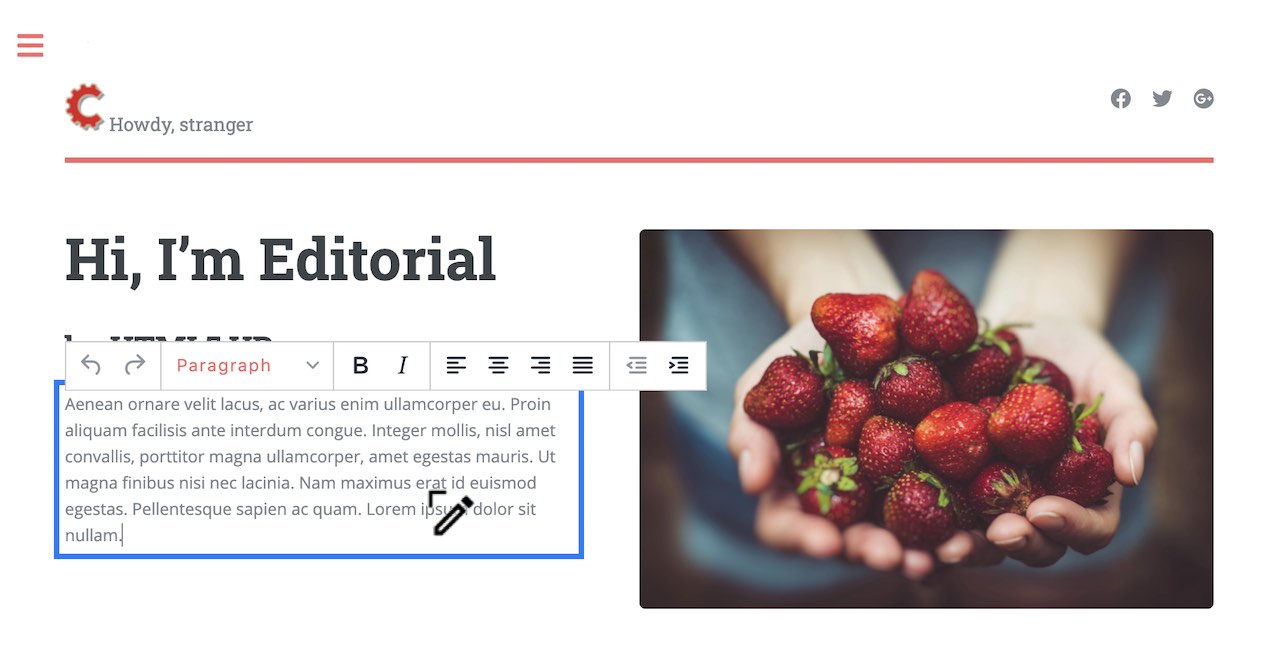 Howdy, stranger
Hi, I’m Editorial
Paragraph
B I
Aenean ornare velit lacus, ac varius enim ullamcorper eu. Proin
aliquam facilisis ante interdum congue. Integer mollis, nisl amet
convallis, porttitor magna ullamcorper, amet egestas mauris. Ut
magna finibus nisi nec lacinia. Nam maximus erat id euismod
egestas. Pellentesque sapien ac quam. Lorem ipsum dolor sit
nullam.